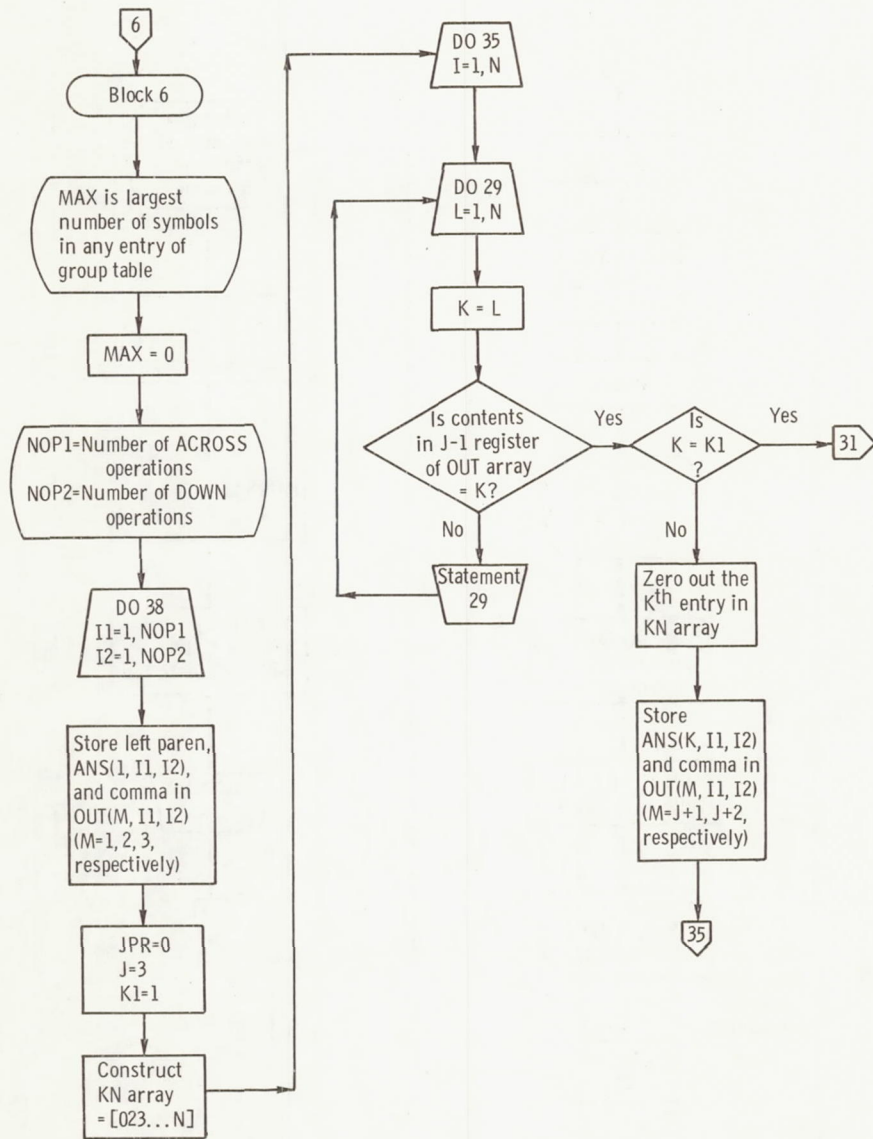 6
Block 6
MAX is largest
number of symbols
in any entry of
group table
MAX = 0
NOP1=Number of ACROSS
operations
NOP2=Number of DOWN
operations
DO 38
I1=1, NOP1
I2=1, NOP2
Store left paren,
ANS(1, I1, I2),
and comma in
OUT(M, I1, I2)
(M=1, 2, 3,
respectively)
JPR=0
J=3
K1=1
Construct
KN array
= [023...N]
DO 35
I=1, N
DO 29
L=1, N
K = L
Is contents
in J-1 register
of OUT array
= K?
Yes
No
Statement
29
Is
K = K1
?
Yes
31
No
Zero out the
Kth entry in
KN array
Store
ANS(K, I1, I2)
and comma in
OUT(M, I1, I2)
(M=J+1, J+2,
respectively)
35